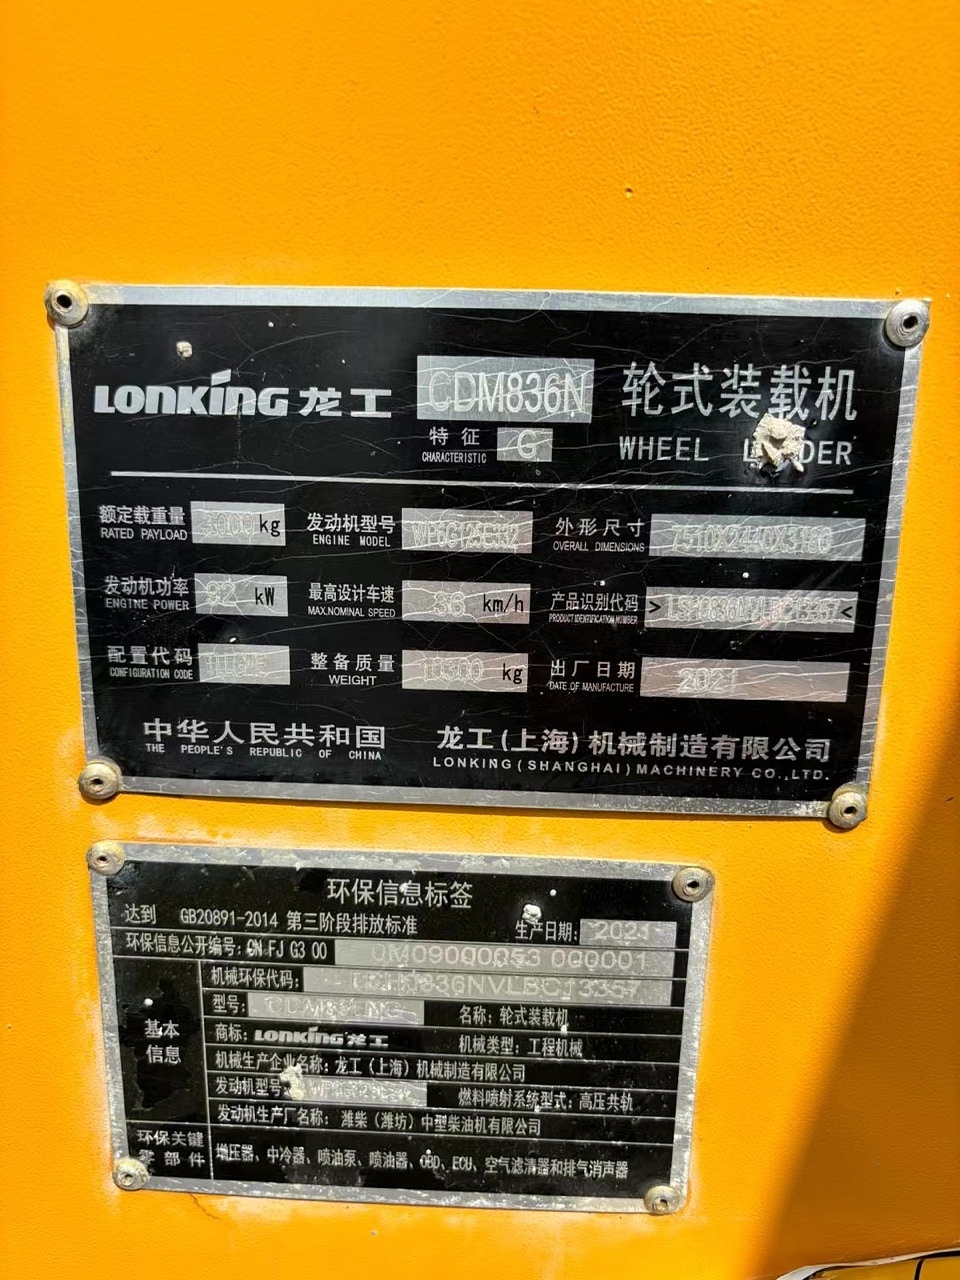 LONKING 龙工 CDM836N 轮式装载机
特征 G WHEEL
CHARACTERISTIC
额定载重量 3000 kg 发动机型号 外形尺寸 7510X2440X3180
RATED PAYLOAD ENGINE MODEL OVERALL DIMENSIONS
发动机功率 92 kW 最高设计车速 36 km/h 产品识别代码
ENGINE POWER MAX.NOMINAL SPEED PRODUCT IDENTIFICATION NUMBER
配置代码 整备质量 10300 kg 出厂日期 2021
CONFIGURATION CODE WEIGHT DATE OF MANUFACTURE
中华人民共和国 龙工(上海)机械制造有限公司
THE PEOPLE'S REPUBLIC OF CHINA LONKING(SHANGHAI)MACHINERY CO.,LTD.
环保信息标签
达到 GB20891-2014 第三阶段排放标准 生产日期: 2021
环保信息公开编号: CN FJ G3 00 0M09000053 000001
机械环保代码:
型号: 名称: 轮式装载机
基本信息 商标: LONKING 龙工 机械类型: 工程机械
机械生产企业名称: 龙工(上海)机械制造有限公司
发动机型号 燃料喷射系统型式: 高压共轨
发动机生产厂名称: 潍柴(潍坊)中型柴油机有限公司
环保关键零部件 增压器、中冷器、喷油泵、喷油器、OBD、ECU、空气滤清器和排气消声器